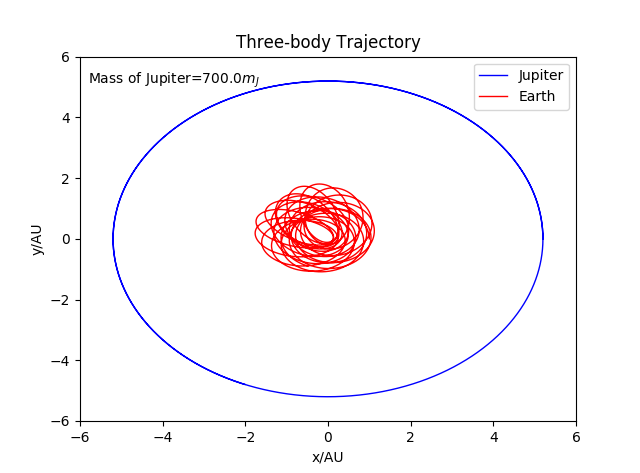 Three-body Trajectory
Mass of Jupiter=700.0m_J
Jupiter
Earth
6
4
2
0
−2
−4
−6
y/AU
−6 −4 −2 0 2 4 6
x/AU